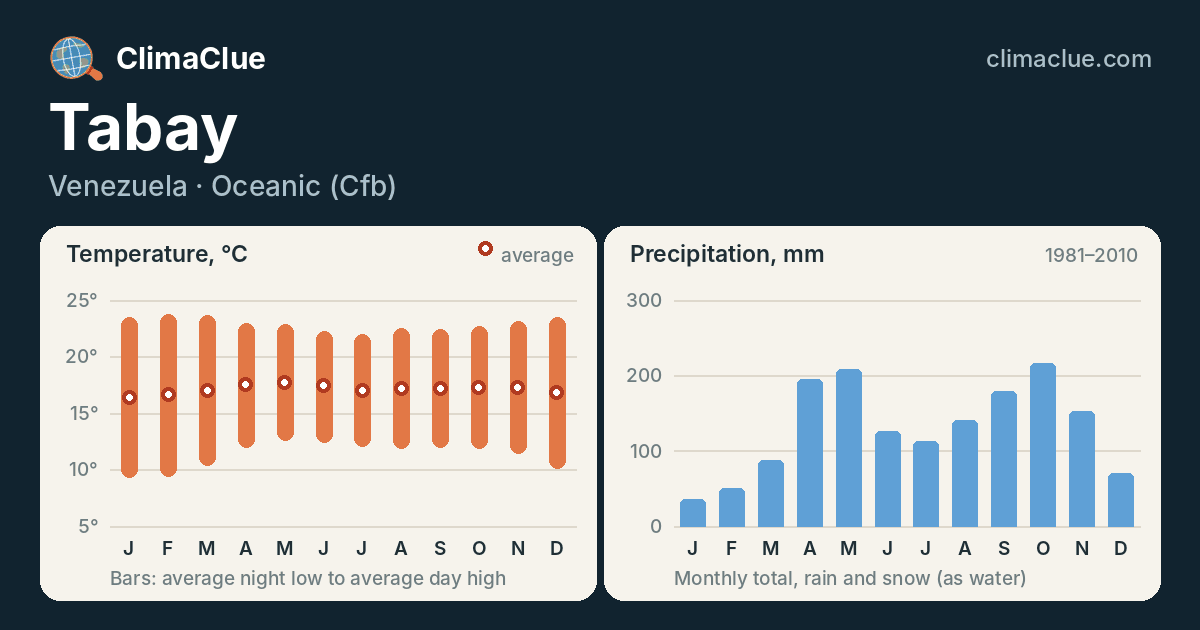 ClimaClue
climaclue.com
Tabay
Venezuela · Oceanic (Cfb)
Temperature, °C
average
25°
20°
15°
10°
5°
J F M A M J J A S O N D
Bars: average night low to average day high
Precipitation, mm
1981–2010
300
200
100
0
J F M A M J J A S O N D
Monthly total, rain and snow (as water)